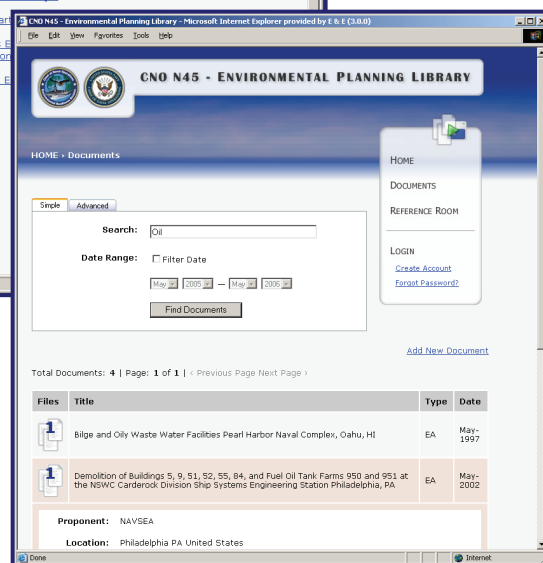 CNO N45 - Environmental Planning Library - Microsoft Internet Explorer provided by E & E (3.0.0)
File Edit View Favorites Tools Help
CNO N45 - ENVIRONMENTAL PLANNING LIBRARY
HOME › Documents
HOME
DOCUMENTS
REFERENCE ROOM
LOGIN
Create Account
Forgot Password?
Simple Advanced
Search: Oil
Date Range: Filter Date
May 2005 — May 2006
Find Documents
Add New Document
Total Documents: 4 | Page: 1 of 1 | ‹ Previous Page Next Page ›
Files Title Type Date
1 Bilge and Oily Waste Water Facilities Pearl Harbor Naval Complex, Oahu, HI EA May-
1997
1 Demolition of Buildings 5, 9, 51, 52, 55, 84, and Fuel Oil Tank Farms 950 and 951 at
the NSWC Carderock Division Ship Systems Engineering Station Philadelphia, PA EA May-
2002
Proponent: NAVSEA
Location: Philadelphia PA United States
Done Internet